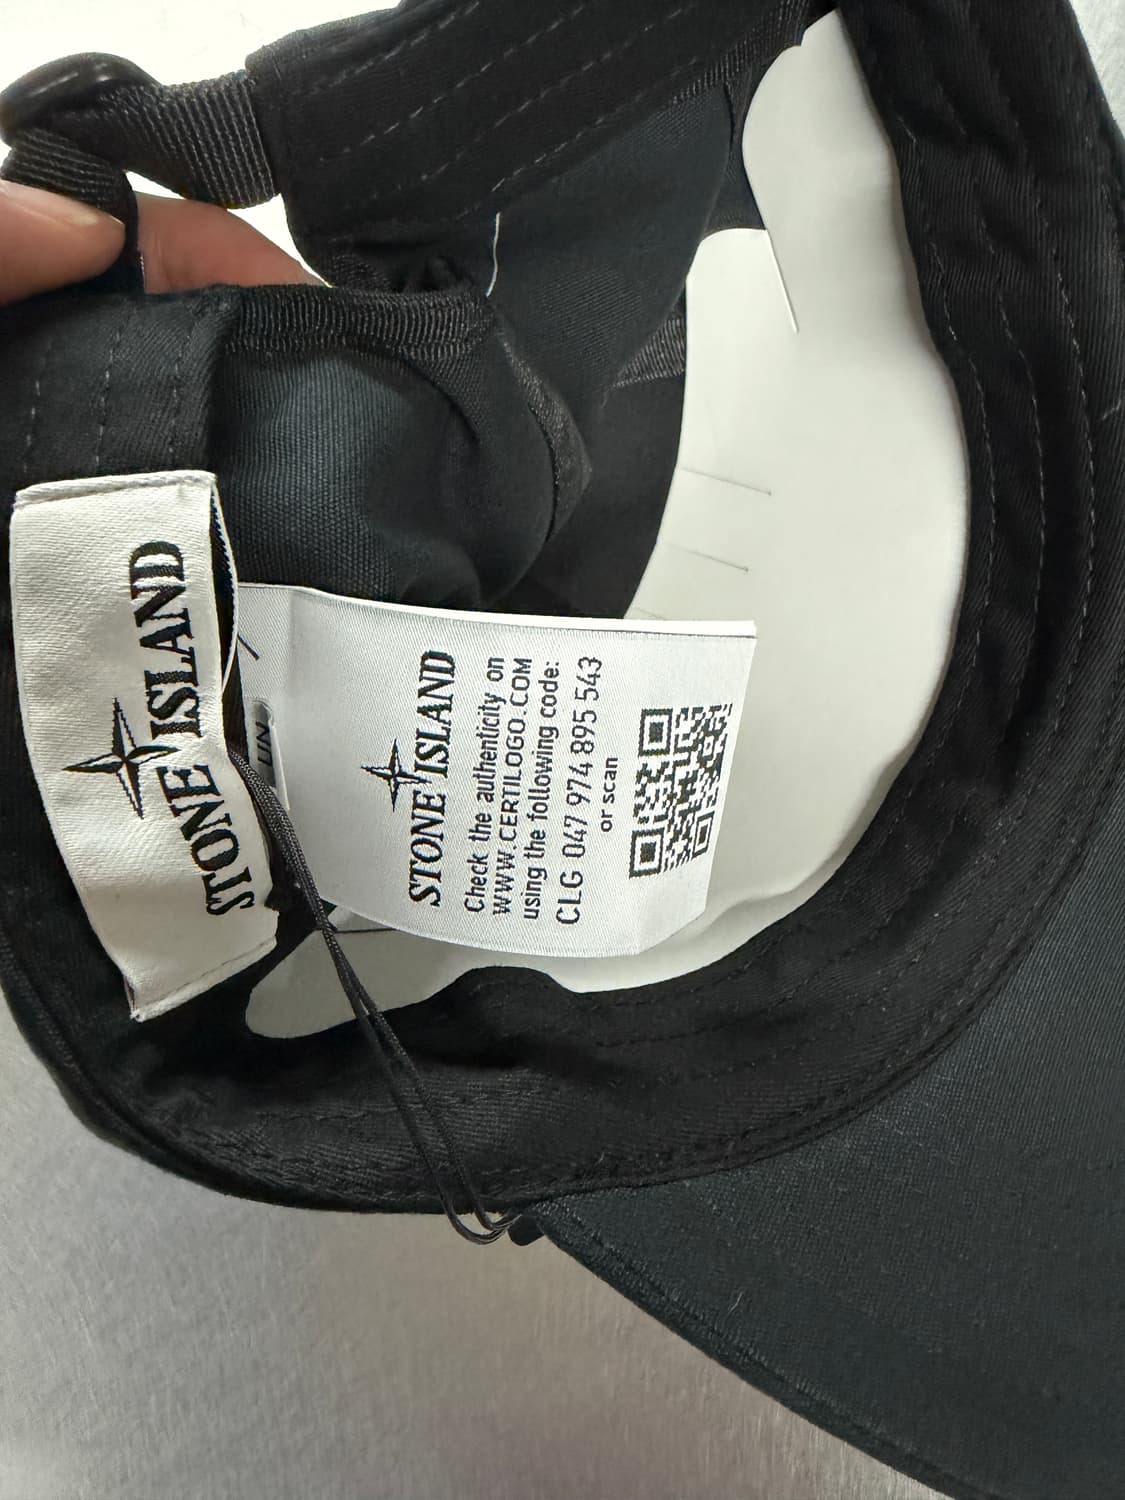 STONE ISLAND
UN
STONE ISLAND
Check the authenticity on
WWW.CERTILOGO.COM
using the following code:
CLG 047 974 895 543
or scan